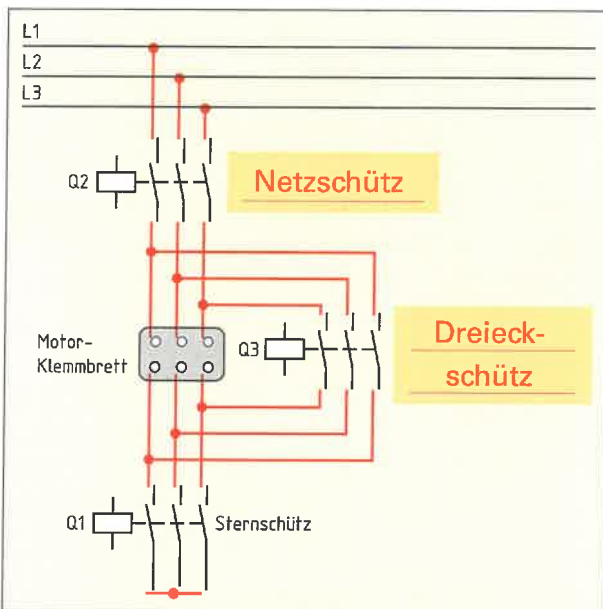 L1
L2
L3
Q2
Netzschütz
Motor-
Klemmbrett
Q3
Dreieck-
schütz
Q1
Sternschütz